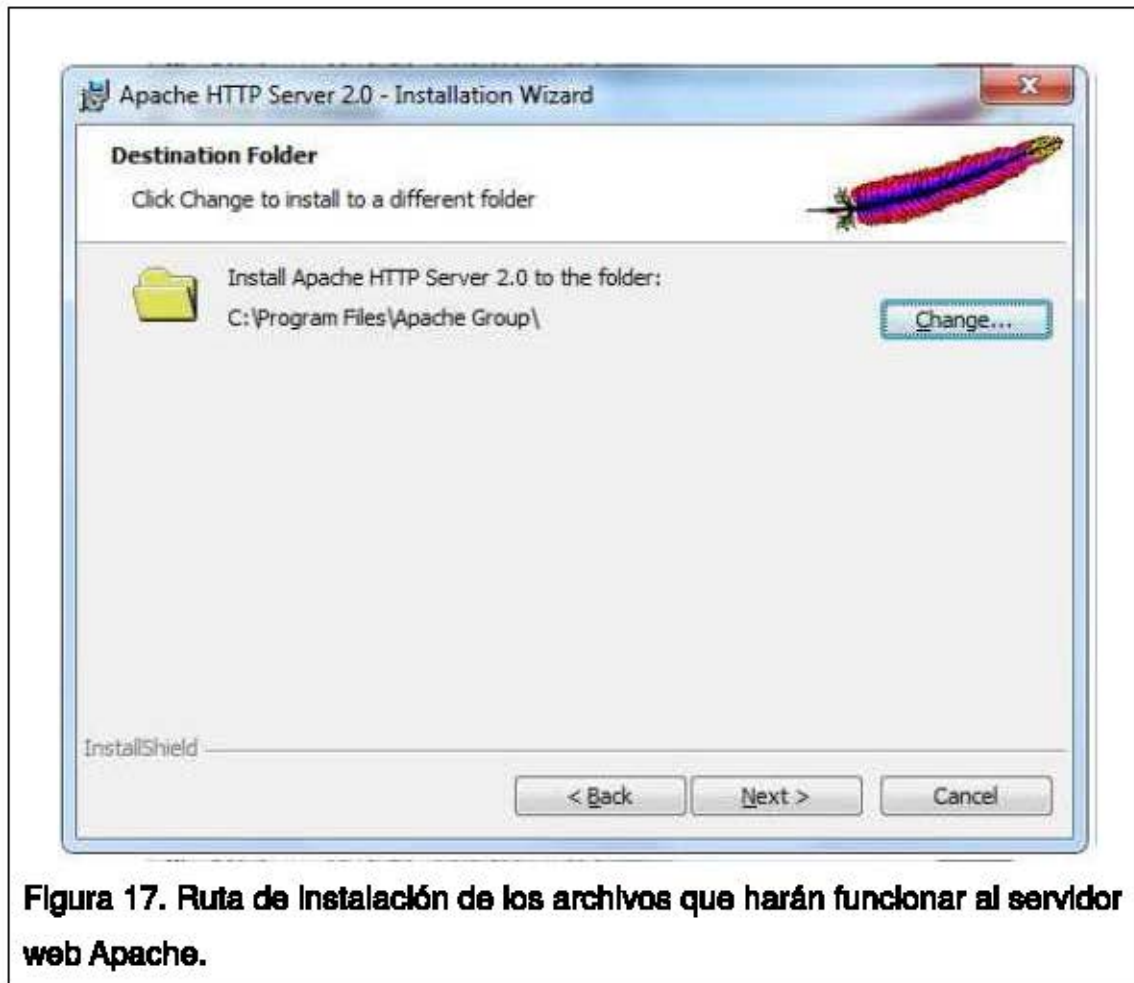 Apache HTTP Server 2.0 - Installation Wizard
x
Destination Folder
Click Change to install to a different folder
Install Apache HTTP Server 2.0 to the folder:
C:\Program Files\Apache Group\
Change...
InstallShield
< Back
Next >
Cancel
Figura 17. Ruta de instalación de los archivos que harán funcionar al servidor
web Apache.